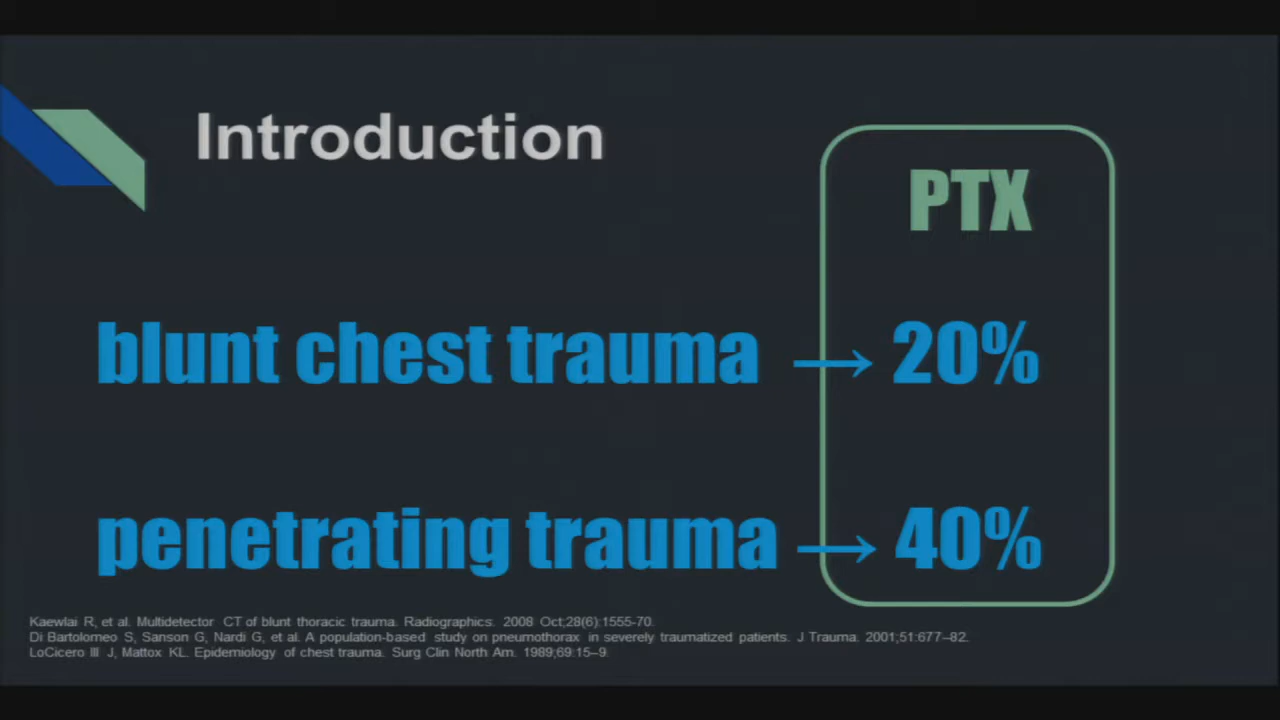 Introduction
PTX
blunt chest trauma → 20%
penetrating trauma → 40%
Kaewlai R, et al. Multidetector CT of blunt thoracic trauma. Radiographics. 2008 Oct;28(6):1555-70.
Di Bartolomeo S, Sanson G, Nardi G, et al. A population-based study on pneumothorax in severely traumatized patients. J Trauma. 2001;51:677–82.
LoCicero III J, Mattox KL. Epidemiology of chest trauma. Surg Clin North Am. 1989;69:15–9.